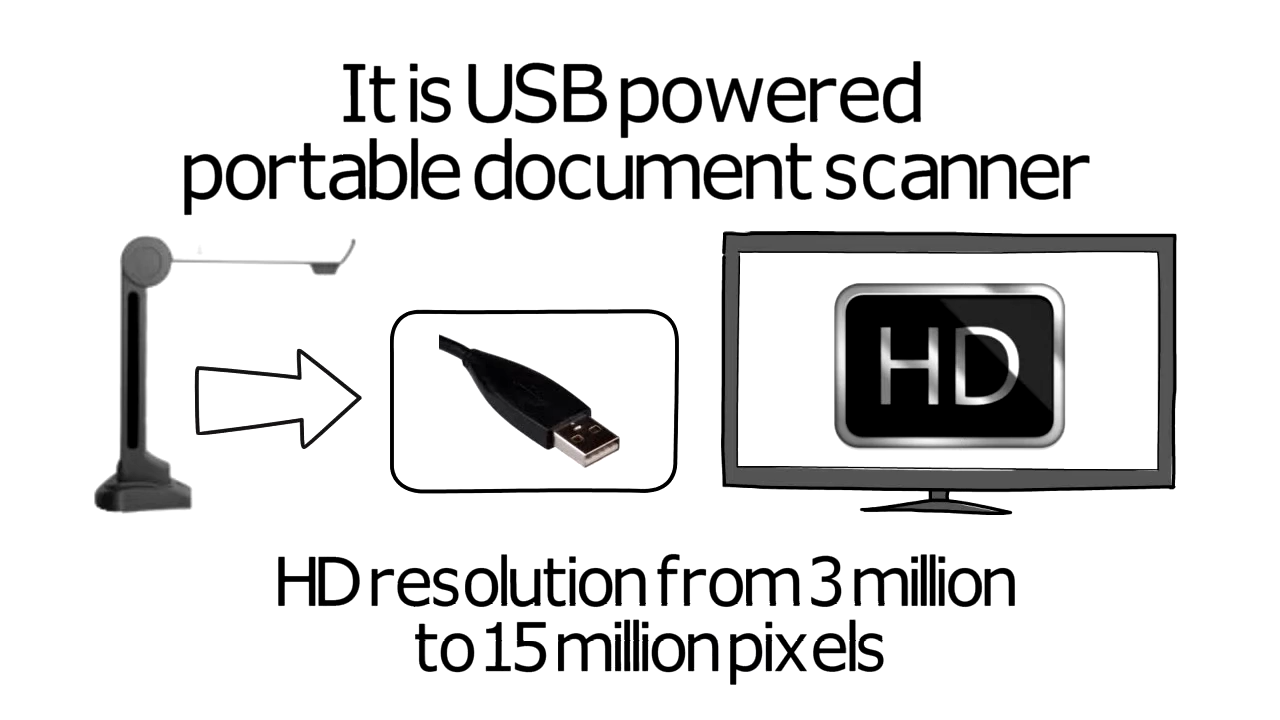 It is USB powered
portable document scanner
HD
HD resolution from 3 million
to 15 million pixels